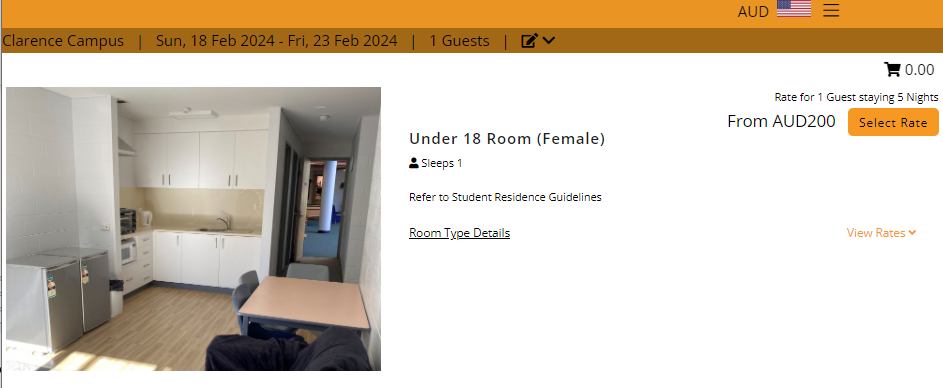 AUD
Clarence Campus | Sun, 18 Feb 2024 - Fri, 23 Feb 2024 | 1 Guests |
0.00
Rate for 1 Guest staying 5 Nights
From AUD200 Select Rate
Under 18 Room (Female)
Sleeps 1
Refer to Student Residence Guidelines
Room Type Details
View Rates